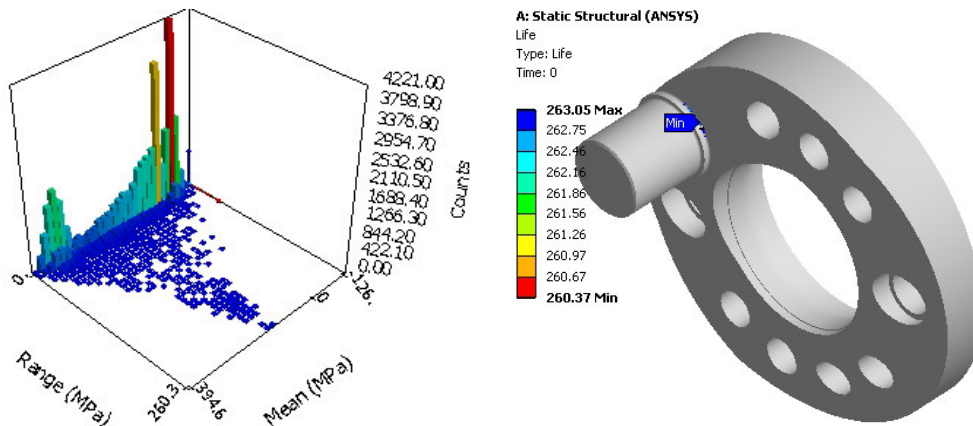 4221.00
3798.90
3376.80
2954.70
2532.60
2110.50
1688.40
1266.30
844.20
422.10
0.00
Counts
0.
Range (MPa)
260.3
394.6
Mean (MPa)
0
-126.
A: Static Structural (ANSYS)
Life
Type: Life
Time: 0
263.05 Max
262.75
262.46
262.16
261.86
261.56
261.26
260.97
260.67
260.37 Min
Min